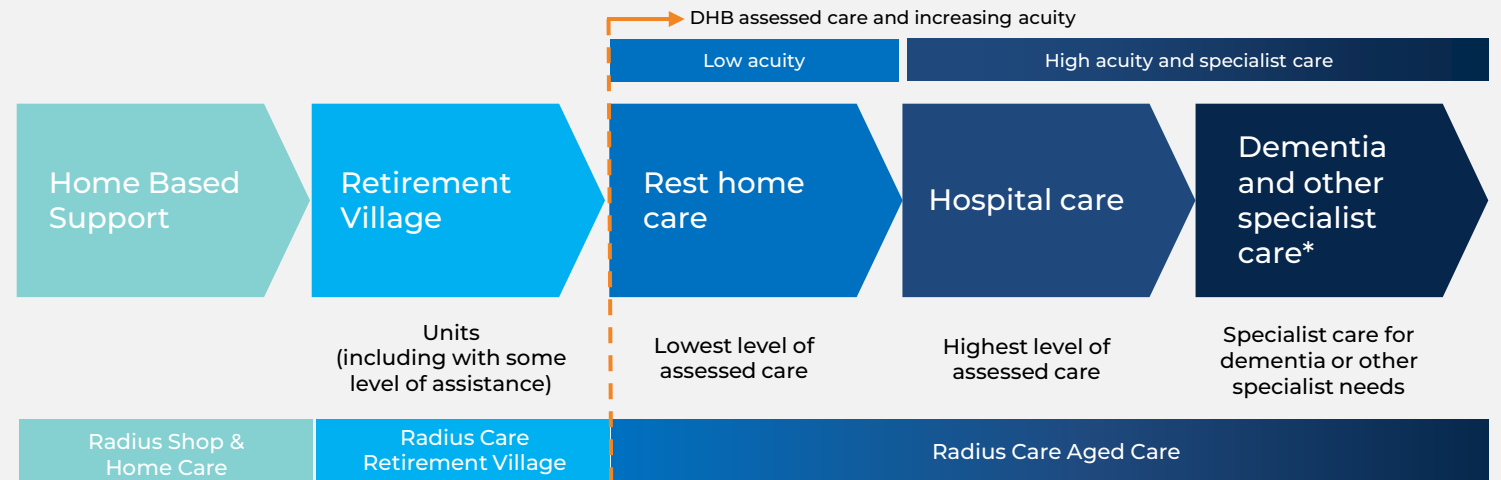 DHB assessed care and increasing acuity
Low acuity
High acuity and specialist care
Home Based
Support
Retirement
Village
Rest home
care
Hospital care
Dementia
and other
specialist
care*
Units
(including with some
level of assistance)
Lowest level of
assessed care
Highest level of
assessed care
Specialist care for
dementia or other
specialist needs
Radius Shop &
Home Care
Radius Care
Retirement Village
Radius Care Aged Care